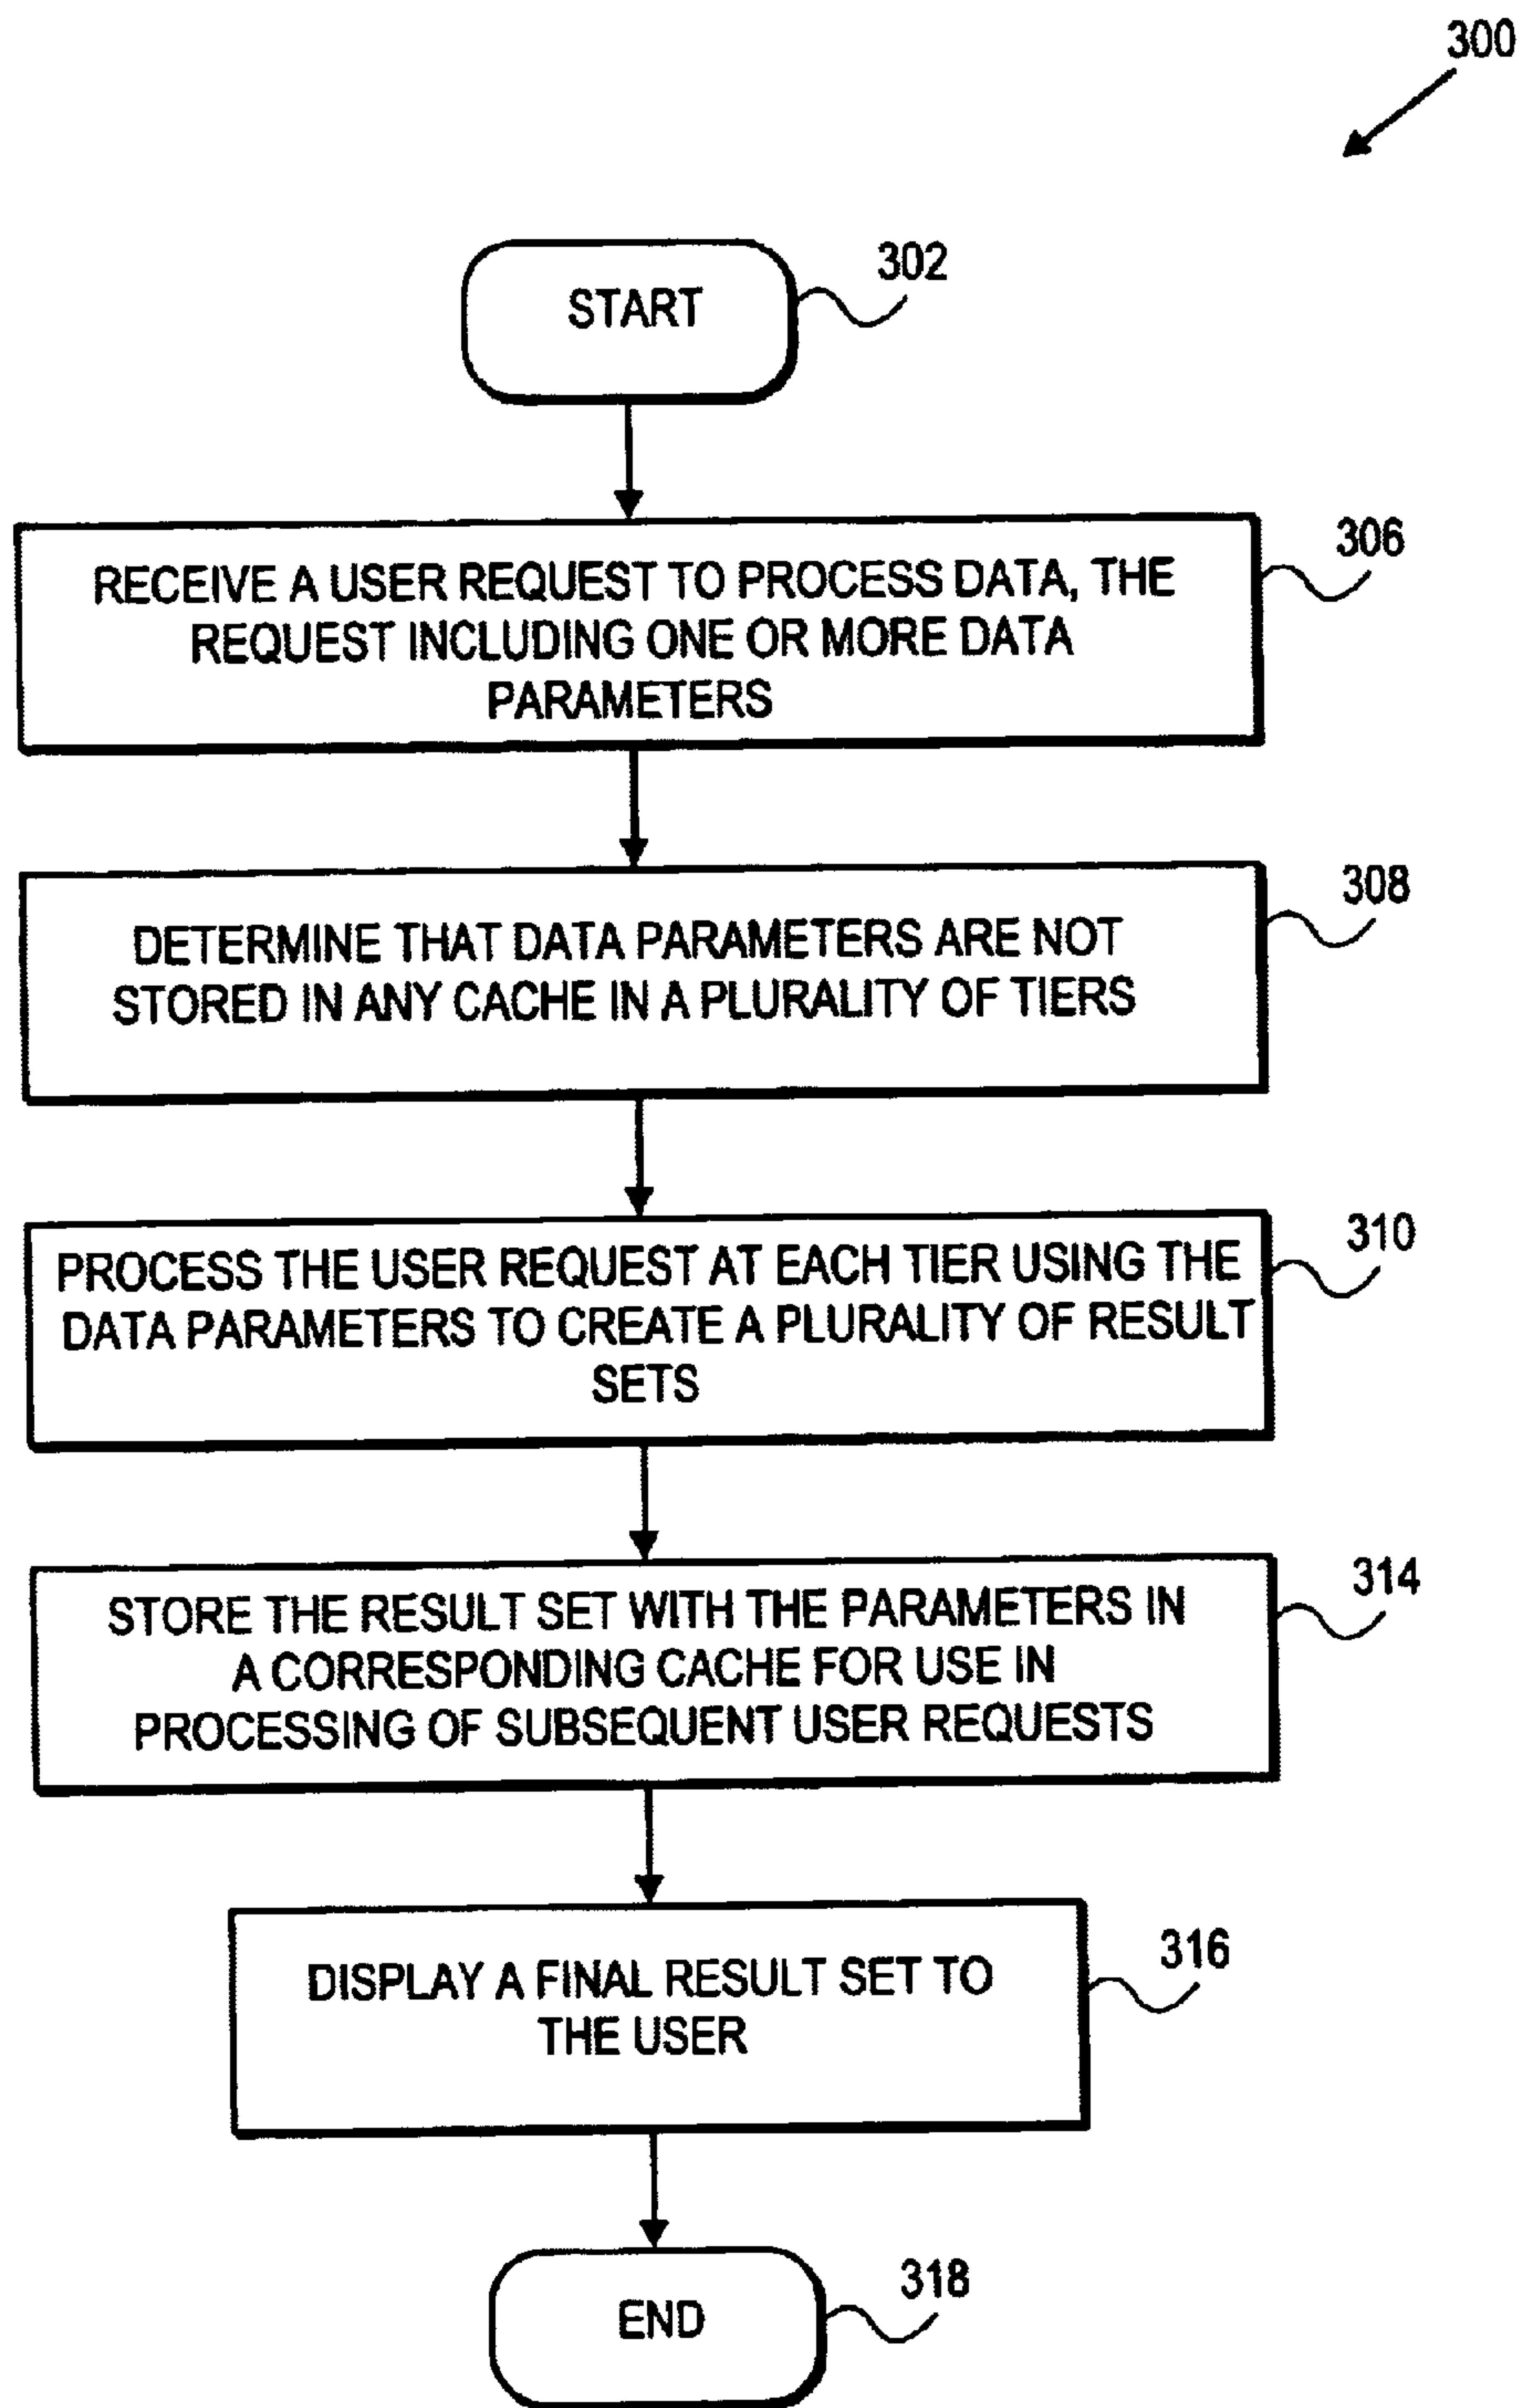 300
START
302
RECEIVE A USER REQUEST TO PROCESS DATA, THE
REQUEST INCLUDING ONE OR MORE DATA
PARAMETERS
306
DETERMINE THAT DATA PARAMETERS ARE NOT
STORED IN ANY CACHE IN A PLURALITY OF TIERS
308
PROCESS THE USER REQUEST AT EACH TIER USING THE
DATA PARAMETERS TO CREATE A PLURALITY OF RESULT
SETS
310
STORE THE RESULT SET WITH THE PARAMETERS IN
A CORRESPONDING CACHE FOR USE IN
PROCESSING OF SUBSEQUENT USER REQUESTS
314
DISPLAY A FINAL RESULT SET TO
THE USER
316
END
318